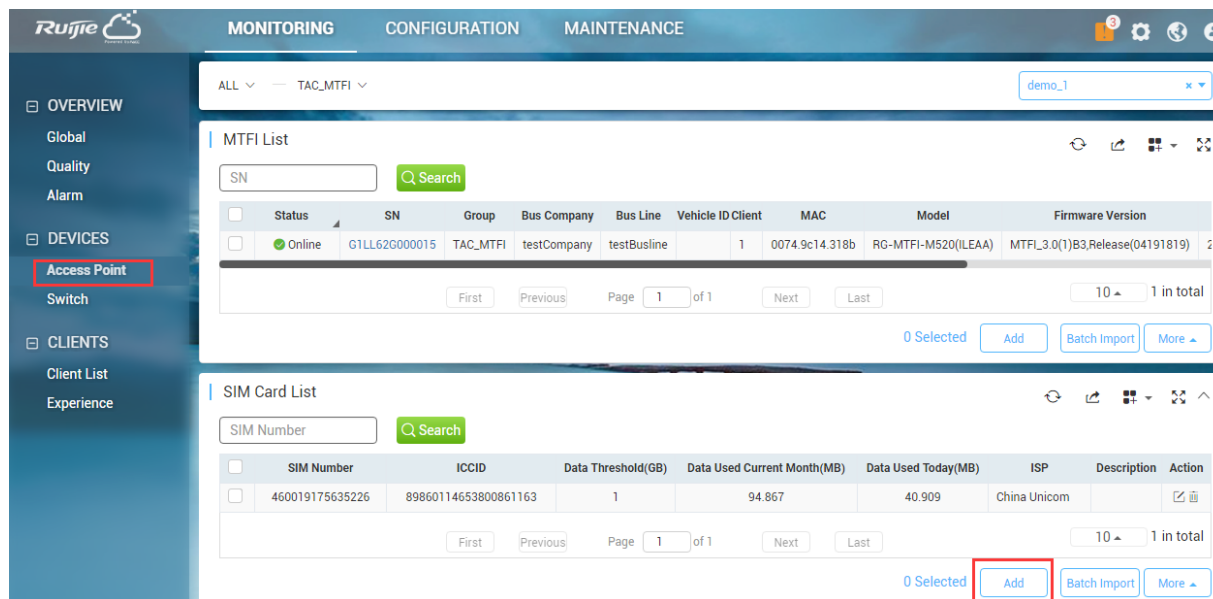 Ruijie MONITORING CONFIGURATION MAINTENANCE 3
ALL — TAC_MTFI demo_1 ×
OVERVIEW
Global
Quality
Alarm
DEVICES
Access Point
Switch
CLIENTS
Client List
Experience
MTFI List
SN Search
Status SN Group Bus Company Bus Line Vehicle ID Client MAC Model Firmware Version
Online G1LL62G000015 TAC_MTFI testCompany testBusline 1 0074.9c14.318b RG-MTFI-M520(ILEAA) MTFI_3.0(1)B3,Release(04191819) 2
First Previous Page 1 of 1 Next Last 10 1 in total
0 Selected Add Batch Import More
SIM Card List
SIM Number Search
SIM Number ICCID Data Threshold(GB) Data Used Current Month(MB) Data Used Today(MB) ISP Description Action
460019175635226 89860114653800861163 1 94.867 40.909 China Unicom
First Previous Page 1 of 1 Next Last 10 1 in total
0 Selected Add Batch Import More